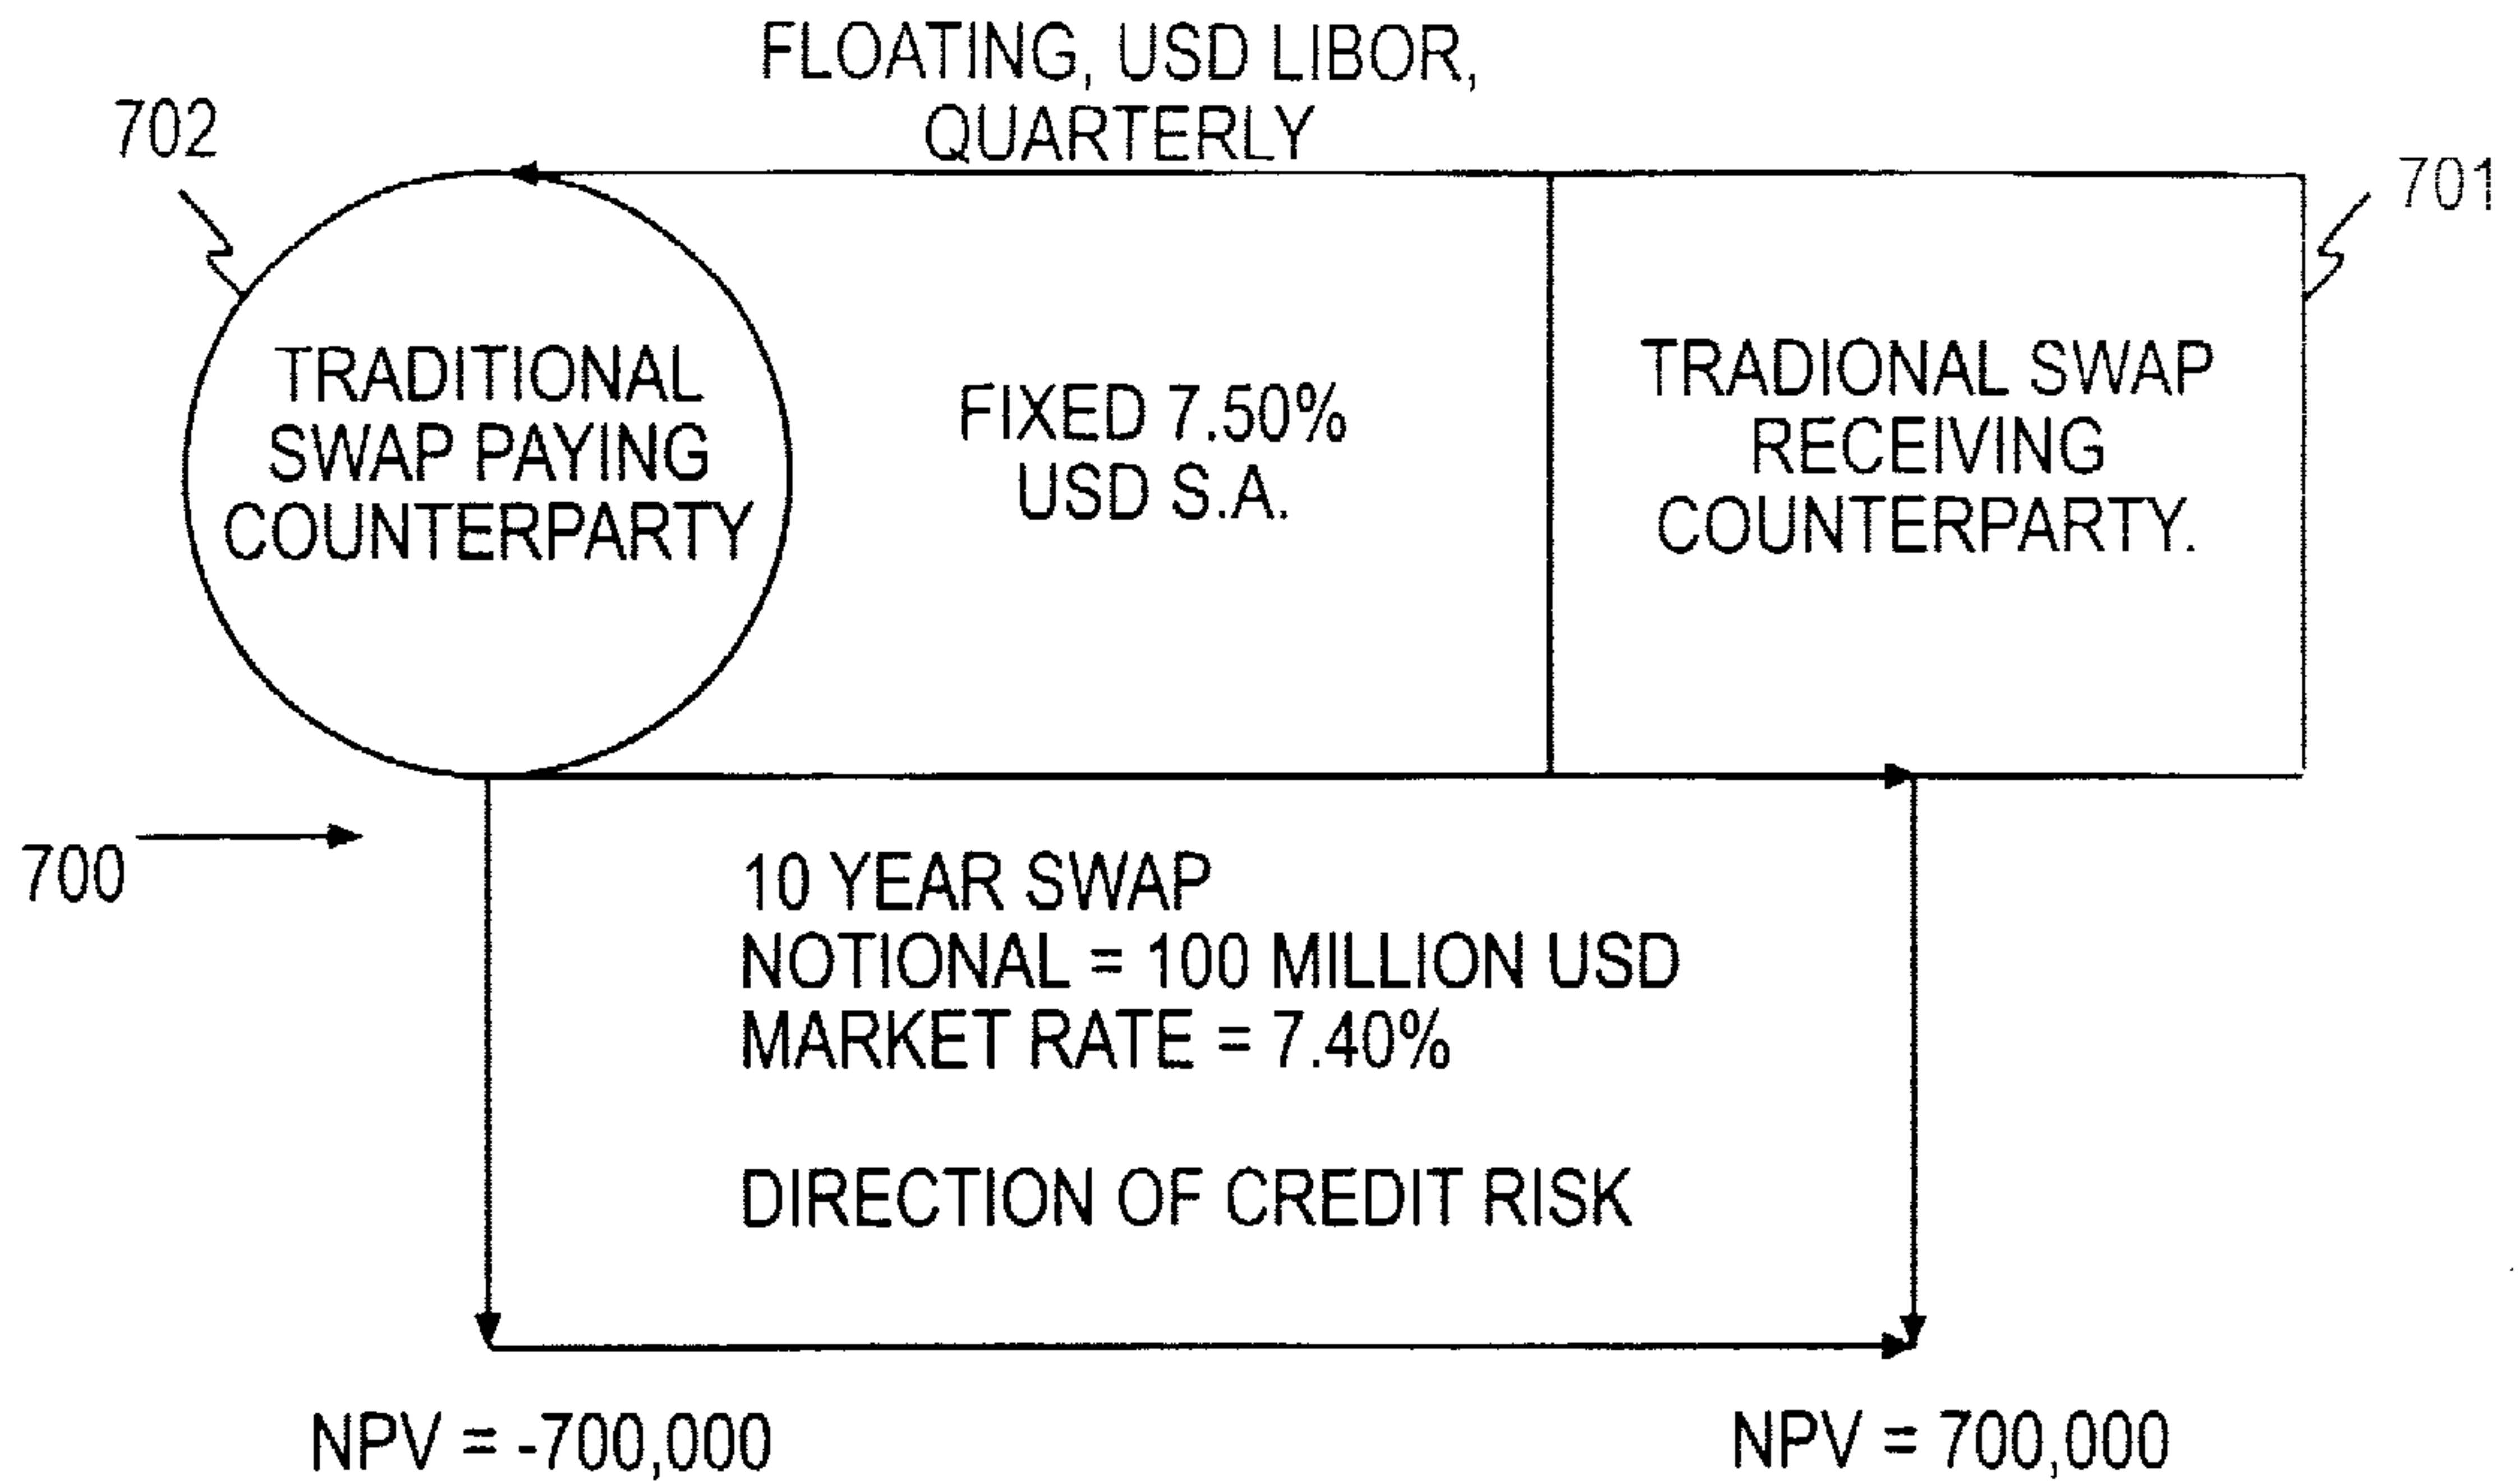 FLOATING, USD LIBOR,
QUARTERLY
702
701
TRADITIONAL
SWAP PAYING
COUNTERPARTY
FIXED 7.50%
USD S.A.
TRADIONAL SWAP
RECEIVING
COUNTERPARTY.
700
10 YEAR SWAP
NOTIONAL = 100 MILLION USD
MARKET RATE = 7.40%
DIRECTION OF CREDIT RISK
NPV = -700,000
NPV = 700,000